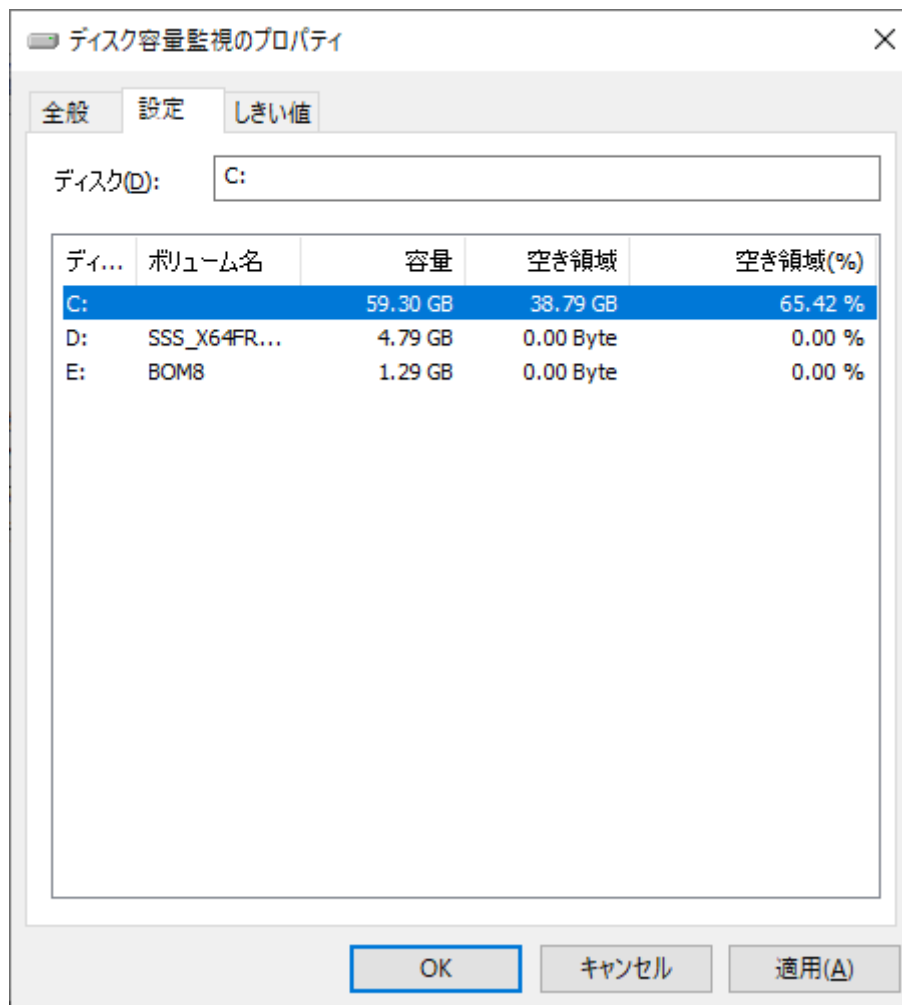 ディスク容量監視のプロパティ
全般 設定 しきい値
ディスク(D): C:
ディ... ボリューム名 容量 空き領域 空き領域(%)
C: 59.30 GB 38.79 GB 65.42 %
D: SSS_X64FR... 4.79 GB 0.00 Byte 0.00 %
E: BOM8 1.29 GB 0.00 Byte 0.00 %
OK キャンセル 適用(A)